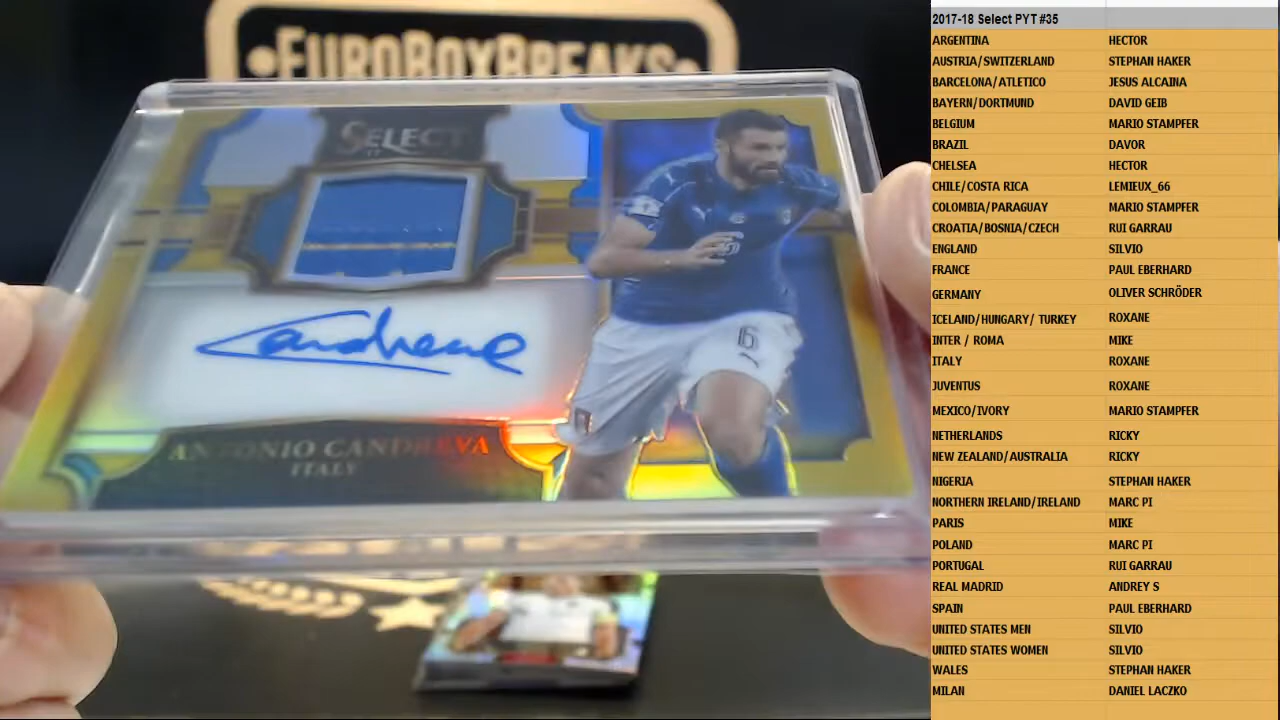 EUROBOXBREAKS
SELECT
17-18
6
Candreva
ANTONIO CANDREVA
ITALY
2017-18 Select PYT #35
ARGENTINA HECTOR
AUSTRIA/SWITZERLAND STEPHAN HAKER
BARCELONA/ATLETICO JESUS ALCAINA
BAYERN/DORTMUND DAVID GEIB
BELGIUM MARIO STAMPFER
BRAZIL DAVOR
CHELSEA HECTOR
CHILE/COSTA RICA LEMIEUX_66
COLOMBIA/PARAGUAY MARIO STAMPFER
CROATIA/BOSNIA/CZECH RUI GARRAU
ENGLAND SILVIO
FRANCE PAUL EBERHARD
GERMANY OLIVER SCHRÖDER
ICELAND/HUNGARY/ TURKEY ROXANE
INTER / ROMA MIKE
ITALY ROXANE
JUVENTUS ROXANE
MEXICO/IVORY MARIO STAMPFER
NETHERLANDS RICKY
NEW ZEALAND/AUSTRALIA RICKY
NIGERIA STEPHAN HAKER
NORTHERN IRELAND/IRELAND MARC PI
PARIS MIKE
POLAND MARC PI
PORTUGAL RUI GARRAU
REAL MADRID ANDREY S
SPAIN PAUL EBERHARD
UNITED STATES MEN SILVIO
UNITED STATES WOMEN SILVIO
WALES STEPHAN HAKER
MILAN DANIEL LACZKO